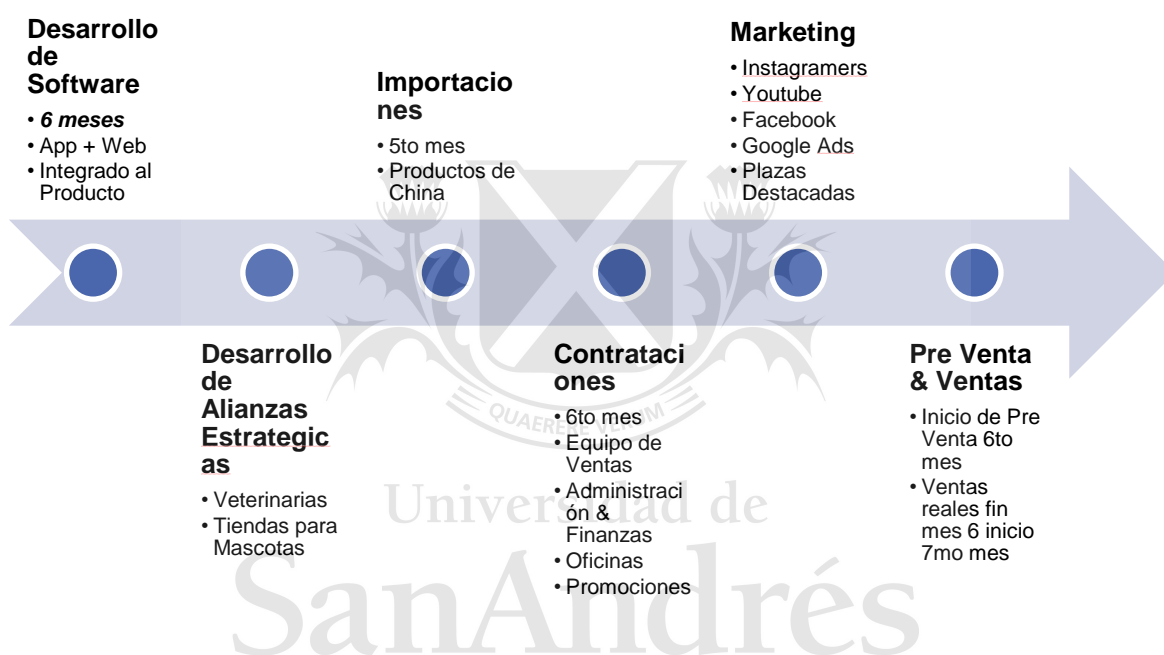 Desarrollo
de
Software
• 6 meses
• App + Web
• Integrado al
Producto
Desarrollo
de
Alianzas
Estrategic
as
• Veterinarias
• Tiendas para
Mascotas
Importacio
nes
• 5to mes
• Productos de
China
Contrataci
ones
• 6to mes
• Equipo de
Ventas
• Administraci
ón &
Finanzas
• Oficinas
• Promociones
Marketing
• Instagramers
• Youtube
• Facebook
• Google Ads
• Plazas
Destacadas
Pre Venta
& Ventas
• Inicio de Pre
Venta 6to
mes
• Ventas
reales fin
mes 6 inicio
7mo mes
QUAERERE VERUM
Universidad de
SanAndrés